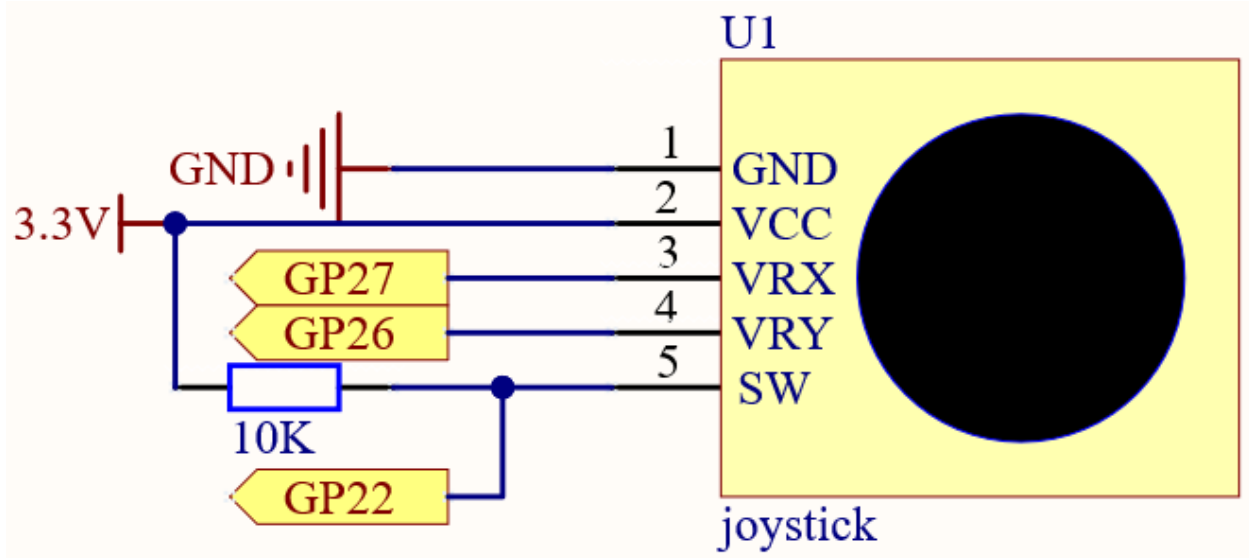 U1
1
GND
GND
2
3.3V
VCC
3
GP27
VRX
4
GP26
VRY
5
SW
10K
GP22
joystick